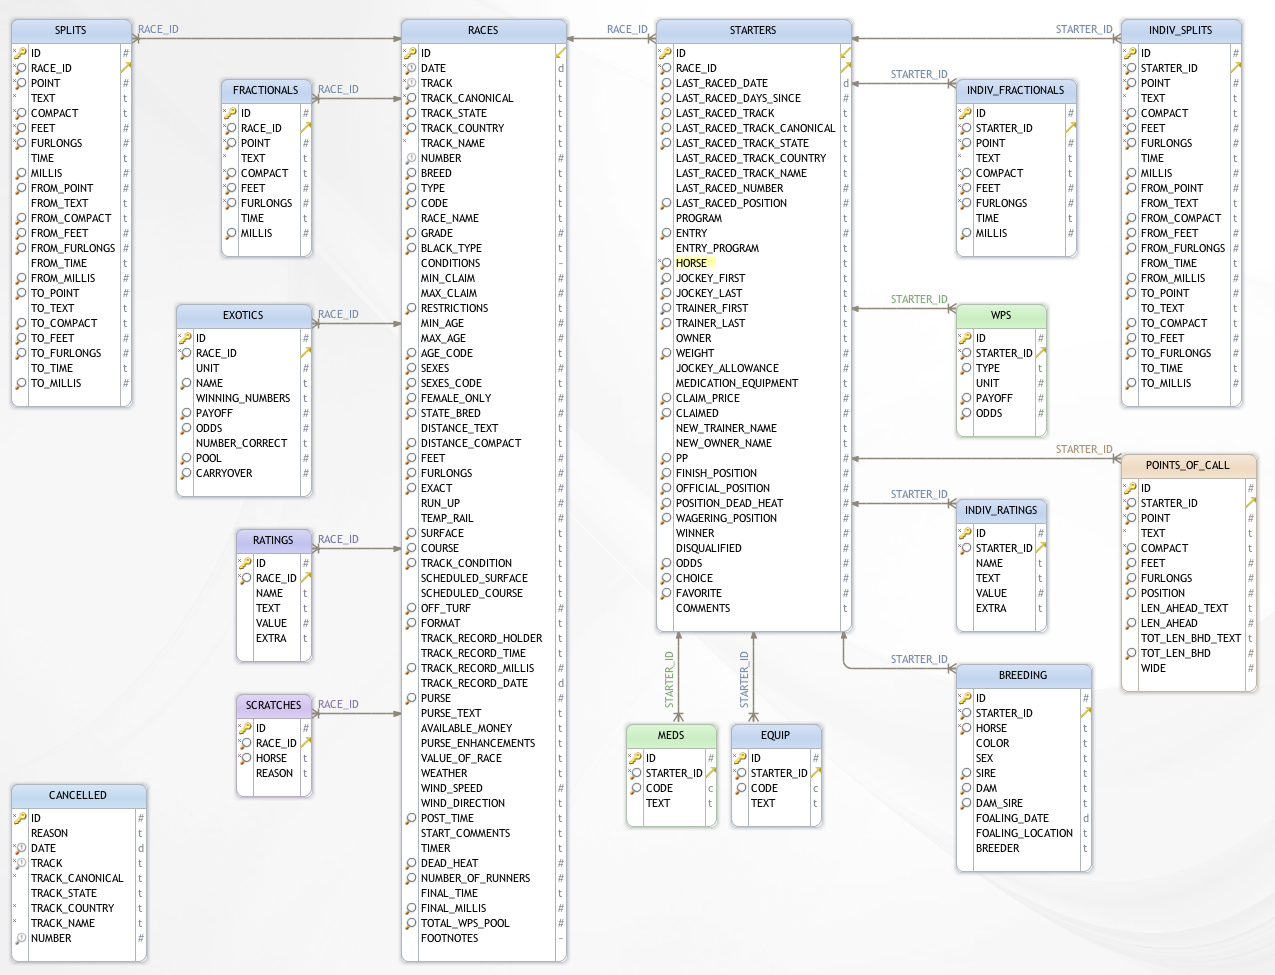 SPLITS
ID #
RACE_ID
POINT #
TEXT t
COMPACT t
FEET #
FURLONGS #
TIME t
MILLIS #
FROM_POINT #
FROM_TEXT t
FROM_COMPACT t
FROM_FEET #
FROM_FURLONGS #
FROM_TIME t
FROM_MILLIS #
TO_POINT #
TO_TEXT t
TO_COMPACT t
TO_FEET #
TO_FURLONGS #
TO_TIME t
TO_MILLIS #
RACE_ID
FRACTIONALS
ID #
RACE_ID
POINT #
TEXT t
COMPACT t
FEET #
FURLONGS #
TIME t
MILLIS #
RACE_ID
EXOTICS
ID #
RACE_ID
UNIT #
NAME t
WINNING_NUMBERS t
PAYOFF #
ODDS #
NUMBER_CORRECT t
POOL #
CARRYOVER #
RACE_ID
RATINGS
ID #
RACE_ID
NAME t
TEXT t
VALUE #
EXTRA t
RACE_ID
SCRATCHES
ID #
RACE_ID
HORSE t
REASON t
RACE_ID
CANCELLED
ID #
REASON t
DATE d
TRACK t
TRACK_CANONICAL t
TRACK_STATE t
TRACK_COUNTRY t
TRACK_NAME t
NUMBER #
RACES
ID
DATE d
TRACK t
TRACK_CANONICAL t
TRACK_STATE t
TRACK_COUNTRY t
TRACK_NAME t
NUMBER #
BREED t
TYPE t
CODE t
RACE_NAME t
GRADE #
BLACK_TYPE t
CONDITIONS ~
MIN_CLAIM #
MAX_CLAIM #
RESTRICTIONS t
MIN_AGE #
MAX_AGE #
AGE_CODE t
SEXES #
SEXES_CODE t
FEMALE_ONLY #
STATE_BRED #
DISTANCE_TEXT t
DISTANCE_COMPACT t
FEET #
FURLONGS #
EXACT #
RUN_UP #
TEMP_RAIL #
SURFACE t
COURSE t
TRACK_CONDITION t
SCHEDULED_SURFACE t
SCHEDULED_COURSE t
OFF_TURF #
FORMAT t
TRACK_RECORD_HOLDER t
TRACK_RECORD_TIME t
TRACK_RECORD_MILLIS #
TRACK_RECORD_DATE d
PURSE #
PURSE_TEXT t
AVAILABLE_MONEY t
PURSE_ENHANCEMENTS t
VALUE_OF_RACE t
WEATHER t
WIND_SPEED #
WIND_DIRECTION t
POST_TIME t
START_COMMENTS t
TIMER t
DEAD_HEAT #
NUMBER_OF_RUNNERS #
FINAL_TIME t
FINAL_MILLIS #
TOTAL_WPS_POOL #
FOOTNOTES ~
RACE_ID
STARTERS
ID
RACE_ID
LAST_RACED_DATE d
LAST_RACED_DAYS_SINCE #
LAST_RACED_TRACK t
LAST_RACED_TRACK_CANONICAL t
LAST_RACED_TRACK_STATE t
LAST_RACED_TRACK_COUNTRY t
LAST_RACED_TRACK_NAME t
LAST_RACED_NUMBER #
LAST_RACED_POSITION #
PROGRAM t
ENTRY #
ENTRY_PROGRAM t
HORSE t
JOCKEY_FIRST t
JOCKEY_LAST t
TRAINER_FIRST t
TRAINER_LAST t
OWNER t
WEIGHT #
JOCKEY_ALLOWANCE #
MEDICATION_EQUIPMENT t
CLAIM_PRICE #
CLAIMED #
NEW_TRAINER_NAME t
NEW_OWNER_NAME t
PP #
FINISH_POSITION #
OFFICIAL_POSITION #
POSITION_DEAD_HEAT #
WAGERING_POSITION #
WINNER #
DISQUALIFIED #
ODDS #
CHOICE #
FAVORITE #
COMMENTS t
STARTER_ID
MEDS
ID #
STARTER_ID
CODE c
TEXT t
STARTER_ID
EQUIP
ID #
STARTER_ID
CODE c
TEXT t
STARTER_ID
INDIV_FRACTIONALS
ID #
STARTER_ID
POINT #
TEXT t
COMPACT t
FEET #
FURLONGS #
TIME t
MILLIS #
STARTER_ID
WPS
ID #
STARTER_ID
TYPE t
UNIT #
PAYOFF #
ODDS #
STARTER_ID
INDIV_RATINGS
ID #
STARTER_ID
NAME t
TEXT t
VALUE #
EXTRA t
STARTER_ID
BREEDING
ID #
STARTER_ID
HORSE t
COLOR t
SEX t
SIRE t
DAM t
DAM_SIRE t
FOALING_DATE d
FOALING_LOCATION t
BREEDER t
STARTER_ID
INDIV_SPLITS
ID #
STARTER_ID
POINT #
TEXT t
COMPACT t
FEET #
FURLONGS #
TIME t
MILLIS #
FROM_POINT #
FROM_TEXT t
FROM_COMPACT t
FROM_FEET #
FROM_FURLONGS #
FROM_TIME t
FROM_MILLIS #
TO_POINT #
TO_TEXT t
TO_COMPACT t
TO_FEET #
TO_FURLONGS #
TO_TIME t
TO_MILLIS #
STARTER_ID
POINTS_OF_CALL
ID #
STARTER_ID
POINT #
TEXT t
COMPACT t
FEET #
FURLONGS #
POSITION #
LEN_AHEAD_TEXT t
LEN_AHEAD #
TOT_LEN_BHD_TEXT t
TOT_LEN_BHD #
WIDE #
STARTER_ID